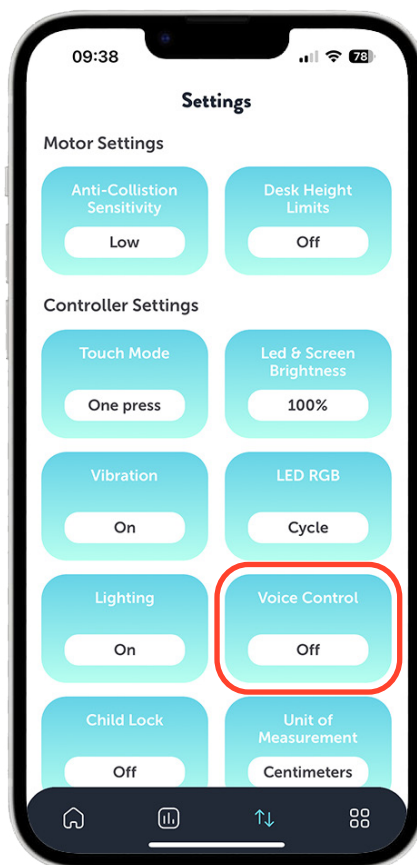 09:38
78
Settings
Motor Settings
Anti-Collistion
Sensitivity
Low
Desk Height
Limits
Off
Controller Settings
Touch Mode
One press
Led & Screen
Brightness
100%
Vibration
On
LED RGB
Cycle
Lighting
On
Voice Control
Off
Child Lock
Off
Unit of
Measurement
Centimeters